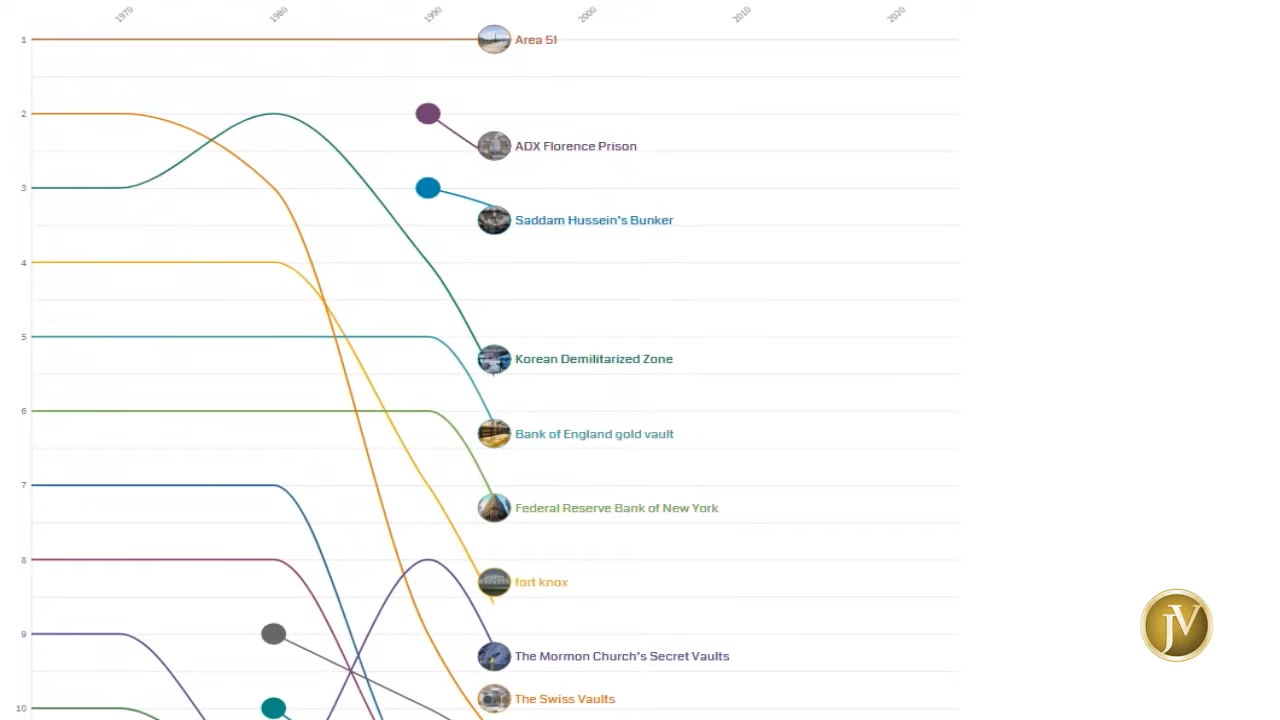 1970
1980
1990
2000
2010
2020
1
Area 51
2
ADX Florence Prison
3
Saddam Hussein's Bunker
4
Korean Demilitarized Zone
5
Bank of England gold vault
6
Federal Reserve Bank of New York
7
8
fort knox
9
The Mormon Church's Secret Vaults
The Swiss Vaults
10
JV